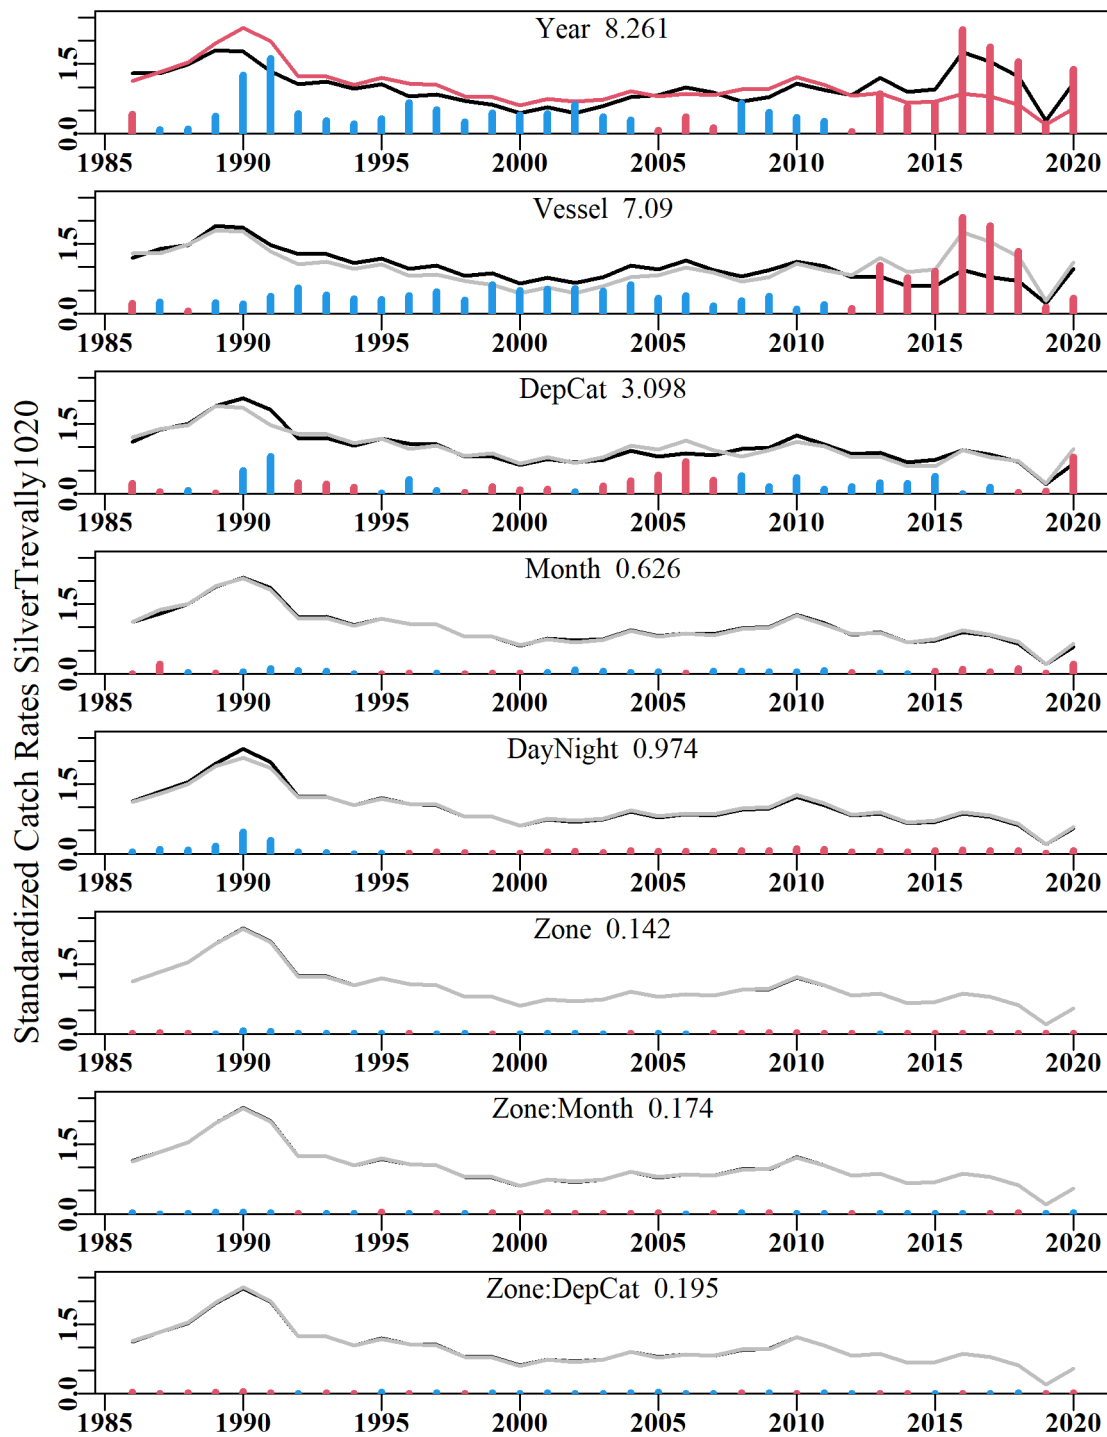 Standardized Catch Rates SilverTrevally1020
Year 8.261
0.0 1.5
1985 1990 1995 2000 2005 2010 2015 2020
Vessel 7.09
0.0 1.5
1985 1990 1995 2000 2005 2010 2015 2020
DepCat 3.098
0.0 1.5
1985 1990 1995 2000 2005 2010 2015 2020
Month 0.626
0.0 1.5
1985 1990 1995 2000 2005 2010 2015 2020
DayNight 0.974
0.0 1.5
1985 1990 1995 2000 2005 2010 2015 2020
Zone 0.142
0.0 1.5
1985 1990 1995 2000 2005 2010 2015 2020
Zone:Month 0.174
0.0 1.5
1985 1990 1995 2000 2005 2010 2015 2020
Zone:DepCat 0.195
0.0 1.5
1985 1990 1995 2000 2005 2010 2015 2020